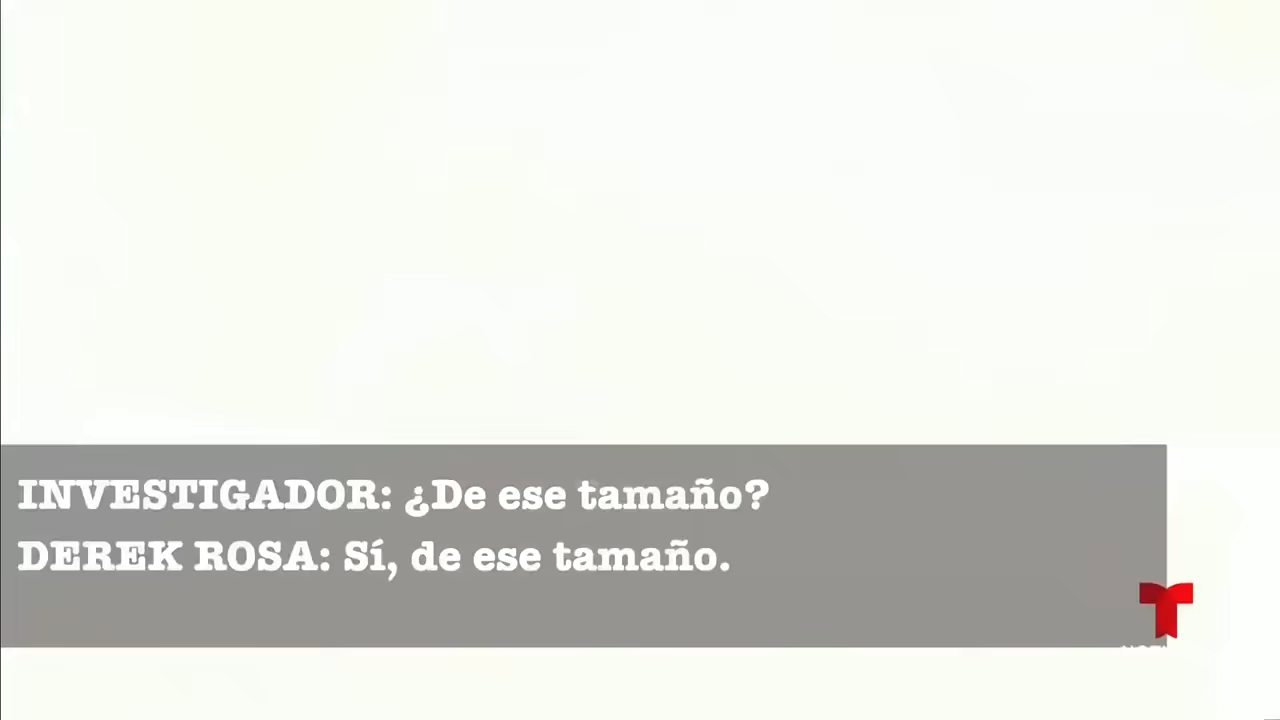 INVESTIGADOR: ¿De ese tamaño?
DEREK ROSA: Sí, de ese tamaño.